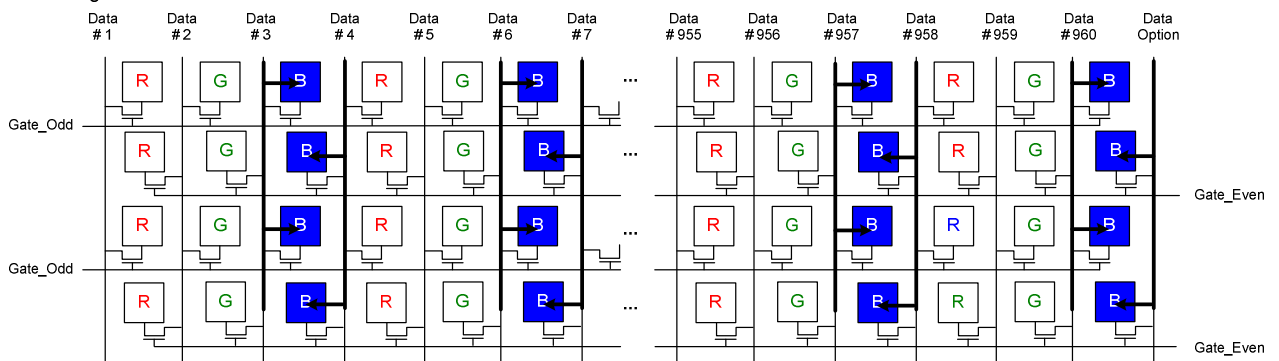 Data Data Data Data Data Data Data Data Data Data Data Data Data Data
#1 #2 #3 #4 #5 #6 #7 #955 #956 #957 #958 #959 #960 Option
R G B R G B ... R G B R G B
Gate_Odd
R G B R G B ... R G B R G B
Gate_Even
R G B R G B ... R G B R G B
Gate_Odd
R G B R G B ... R G B R G B
Gate_Even